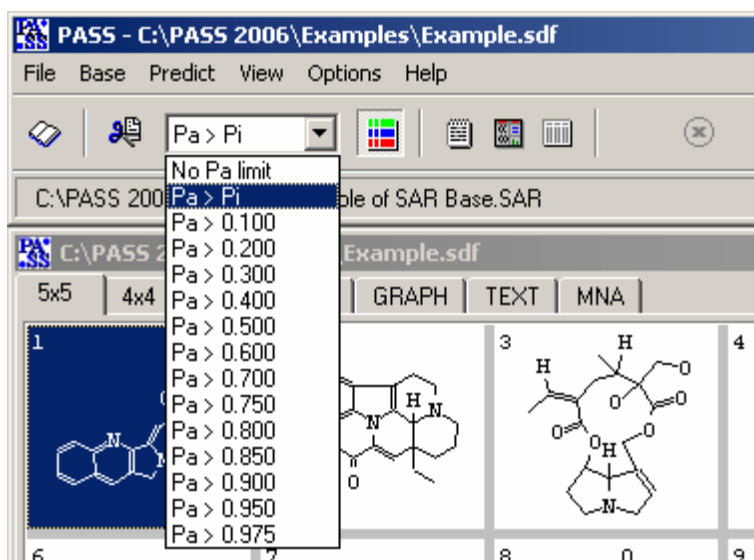 PASS - C:\PASS 2006\Examples\Example.sdf
File Base Predict View Options Help
Pa > Pi
No Pa limit
C:\PASS 200 Pa > Pi ple of SAR Base.SAR
Pa > 0.100
Pa > 0.200
C:\PASS 2 Example.sdf
Pa > 0.300
5x5 4x4 Pa > 0.400 GRAPH TEXT MNA
Pa > 0.500
1 3 H 4
Pa > 0.600
H O
Pa > 0.700
Pa > 0.750
H N O O O
Pa > 0.800
N N O O O
Pa > 0.850
H
Pa > 0.900
O
Pa > 0.950
N
Pa > 0.975
6 7 8 O 9